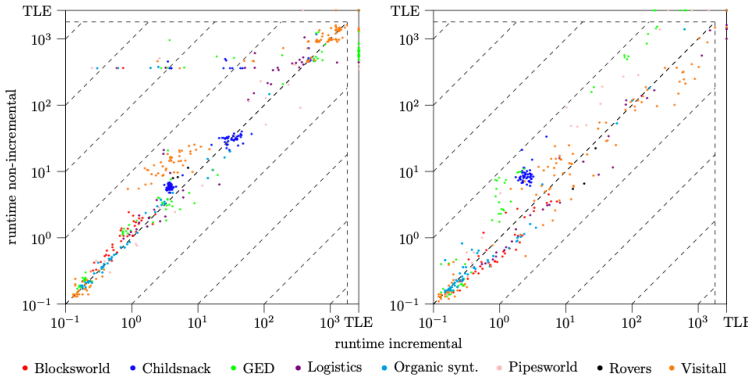 TLE TLE
10^3 10^3
10^2 10^2
10^1 10^1
10^0 10^0
10^-1 10^-1
runtime non-incremental
10^-1 10^0 10^1 10^2 10^3 TLE 10^-1 10^0 10^1 10^2 10^3 TLE
runtime incremental
Blocksworld Childsnack GED Logistics Organic synt. Pipesworld Rovers Visitall